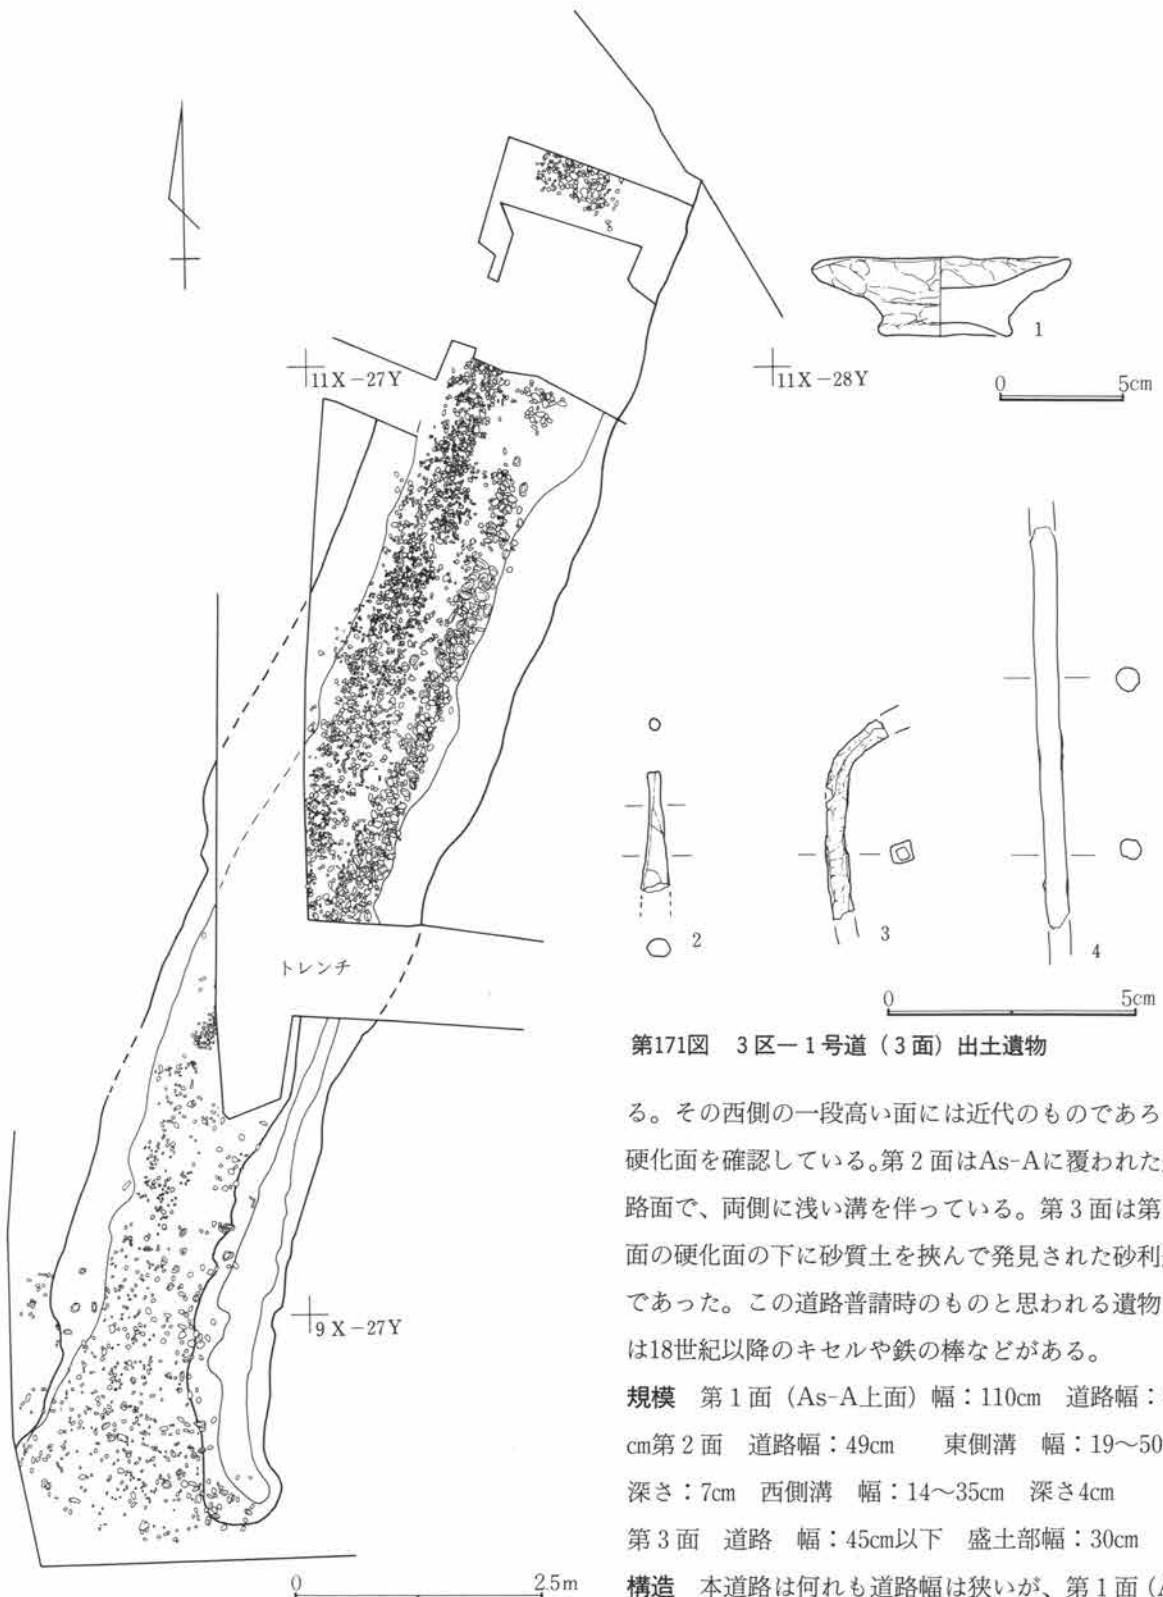 11X-27Y
11X-28Y
1
0 5cm
2
3
4
0 5cm
トレンチ
9X-27Y
0 2.5m
第171図 3区―1号道(3面)出土遺物
る。その西側の一段高い面には近代のものであろ
硬化面を確認している。第2面はAs-Aに覆われた
路面で、両側に浅い溝を伴っている。第3面は第
面の硬化面の下に砂質土を挟んで発見された砂利
であった。この道路普請時のものと思われる遺物
は18世紀以降のキセルや鉄の棒などがある。
規模 第1面(As-A上面)幅:110cm 道路幅:
cm第2面 道路幅:49cm 東側溝 幅:19~50
深さ:7cm 西側溝 幅:14~35cm 深さ4cm
第3面 道路 幅:45cm以下 盛土部幅:30cm
構造 本道路は何れも道路幅は狭いが、第1面(